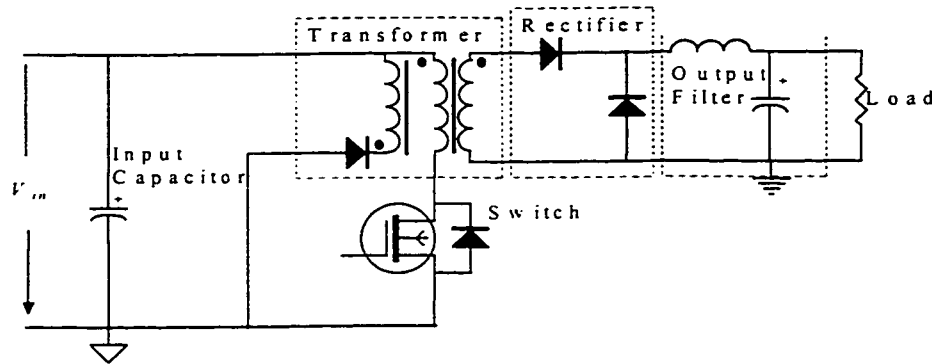 Transformer
Rectifier
Output
Filter
+
Load
Input
Capacitor
+
V in
Switch